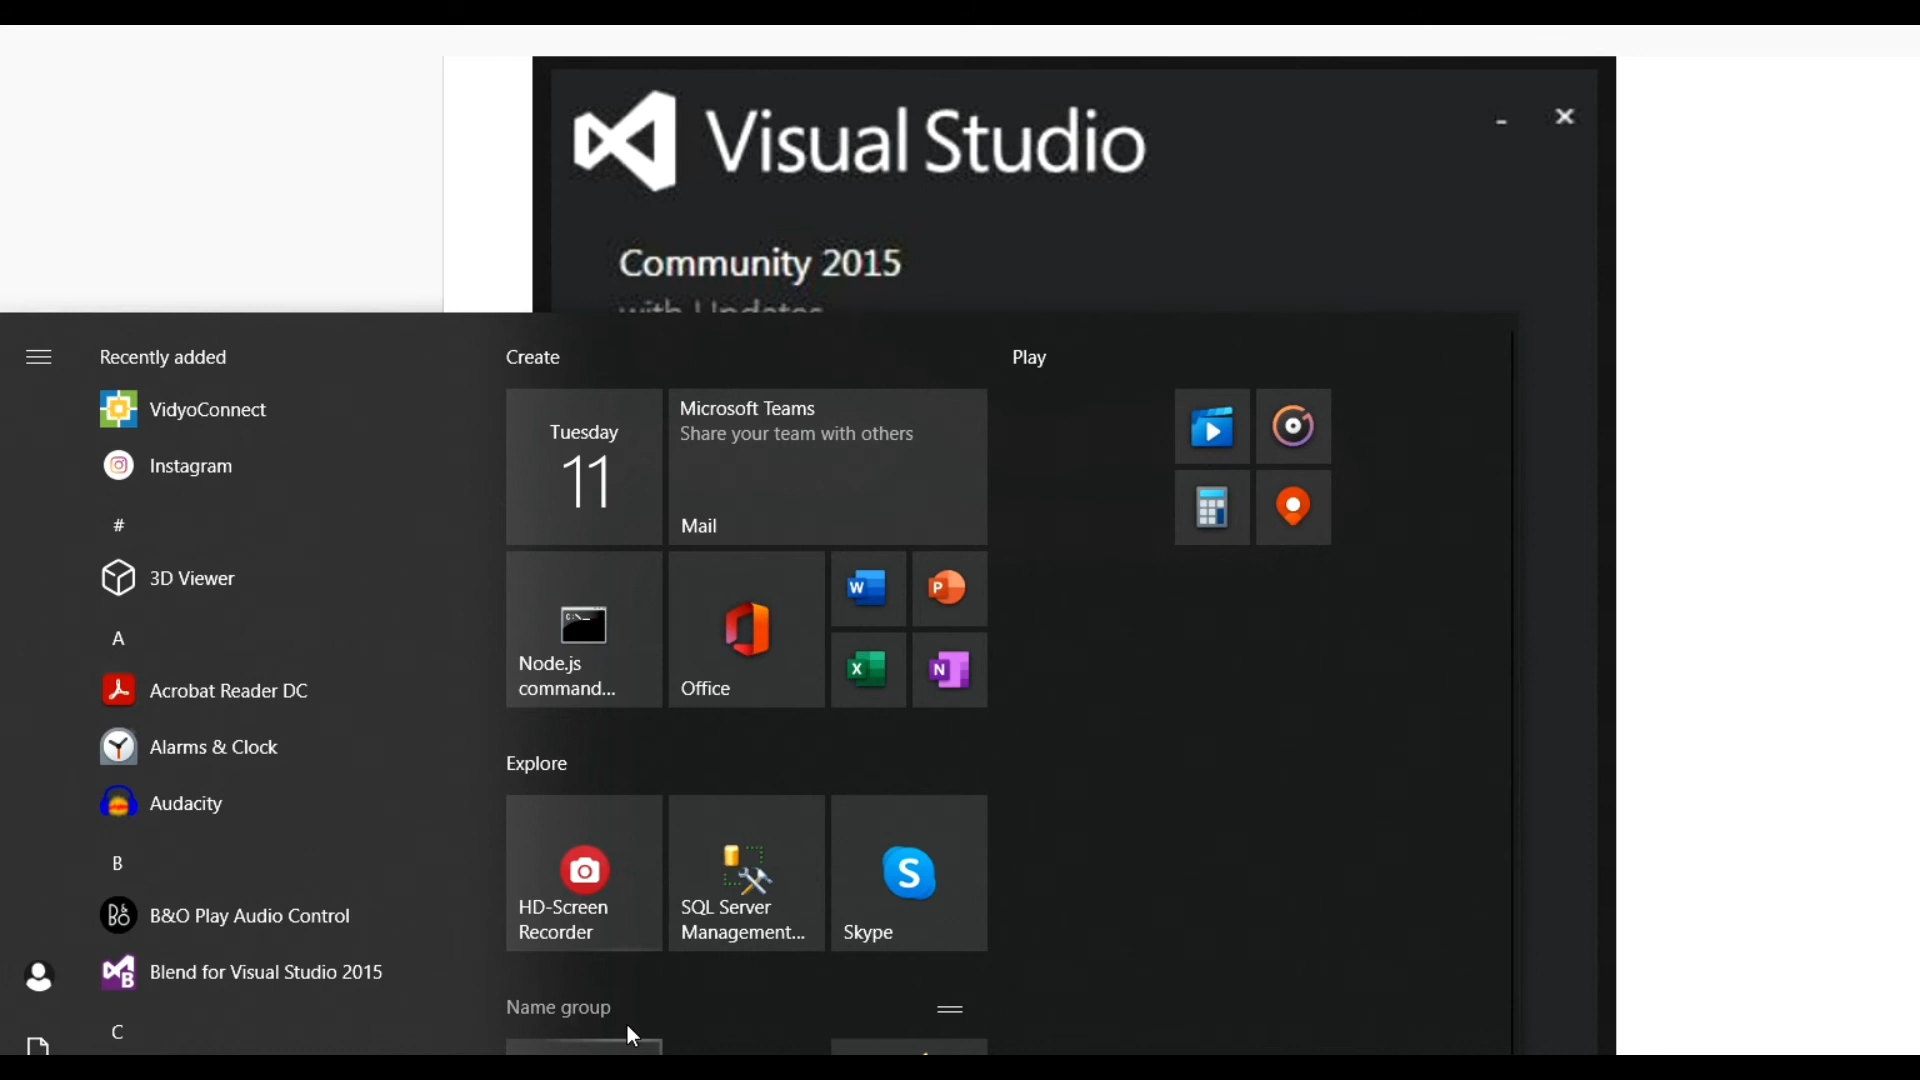 Visual Studio
Community 2015
with Updates
Recently added
VidyoConnect
Instagram
#
3D Viewer
A
Acrobat Reader DC
Alarms & Clock
Audacity
B
B&O Play Audio Control
Blend for Visual Studio 2015
C
Create
Tuesday
11
Microsoft Teams
Share your team with others
Mail
Node.js
command...
Office
Explore
HD-Screen
Recorder
SQL Server
Management...
Skype
Name group
Play